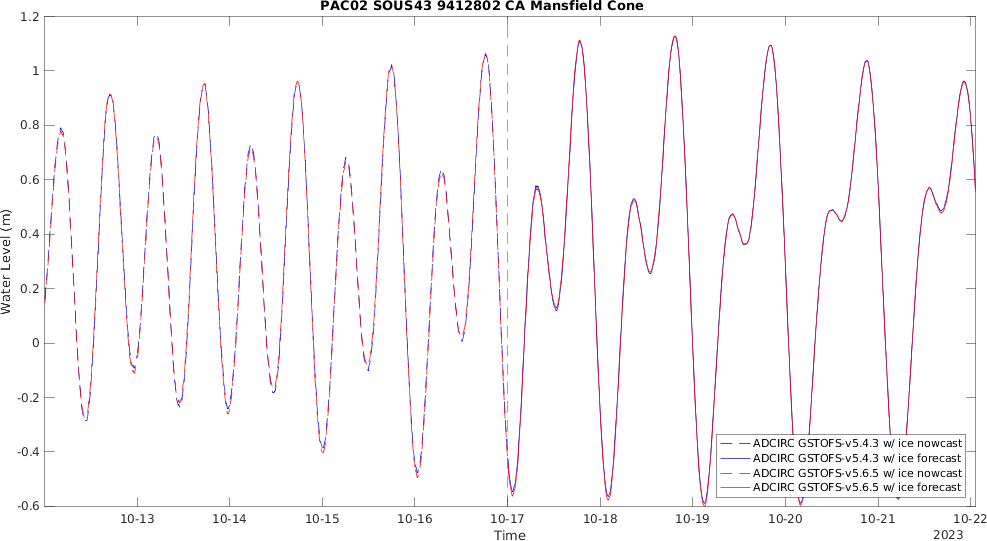 PAC02 SOUS43 9412802 CA Mansfield Cone
1.2
1
0.8
0.6
0.4
0.2
0
-0.2
-0.4
-0.6
Water Level (m)
ADCIRC GSTOFS-v5.4.3 w/ ice nowcast
ADCIRC GSTOFS-v5.4.3 w/ ice forecast
ADCIRC GSTOFS-v5.6.5 w/ ice nowcast
ADCIRC GSTOFS-v5.6.5 w/ ice forecast
10-13 10-14 10-15 10-16 10-17 10-18 10-19 10-20 10-21 10-22
Time
2023